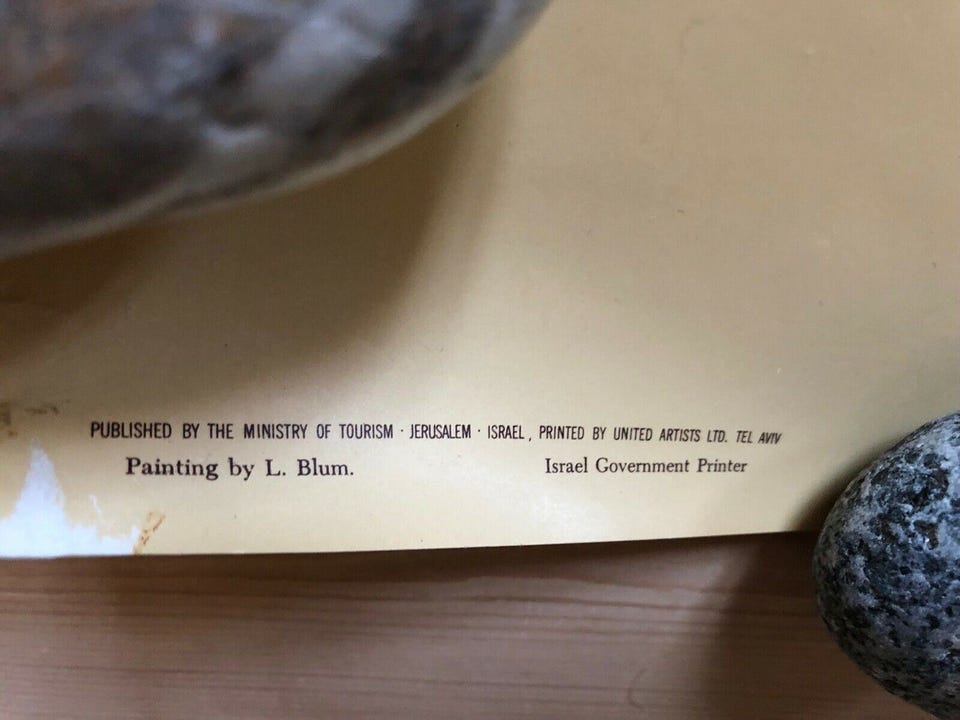 PUBLISHED BY THE MINISTRY OF TOURISM · JERUSALEM · ISRAEL, PRINTED BY UNITED ARTISTS LTD. TEL AVIV
Painting by L. Blum. Israel Government Printer